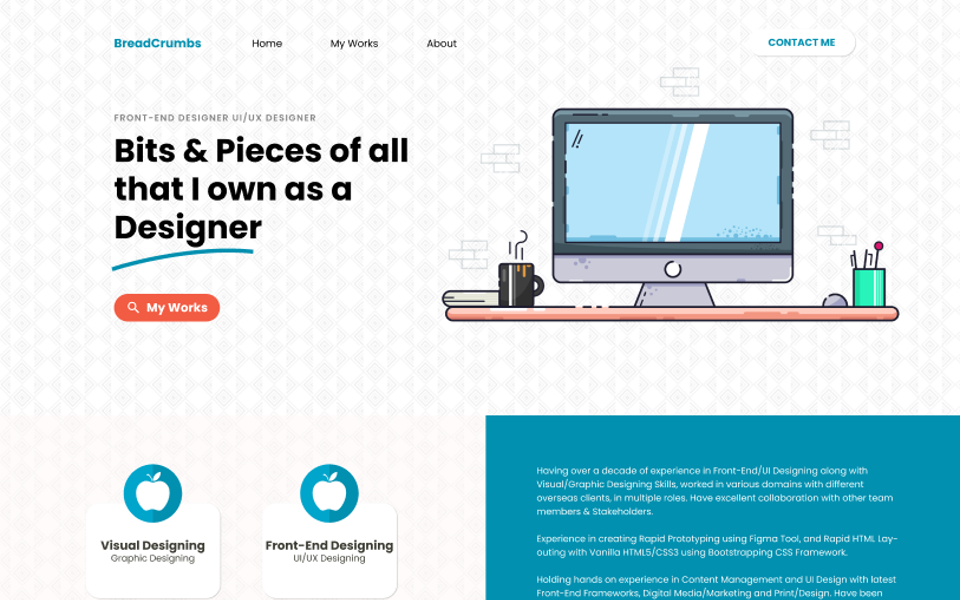 BreadCrumbs
Home
My Works
About
CONTACT ME
FRONT-END DESIGNER UI/UX DESIGNER
Bits & Pieces of all
that I own as a
Designer
My Works
Visual Designing
Graphic Designing
Front-End Designing
UI/UX Designing
Having over a decade of experience in Front-End/UI Designing along with
Visual/Graphic Designing Skills, worked in various domains with different
overseas clients, in multiple roles. Have excellent collaboration with other team
members & Stakeholders.
Experience in creating Rapid Prototyping using Figma Tool, and Rapid HTML Lay-
outing with Vanilla HTML5/CSS3 using Bootstrapping CSS Framework.
Holding hands on experience in Content Management and UI Design with latest
Front-End Frameworks, Digital Media/Marketing and Print/Design. Have been